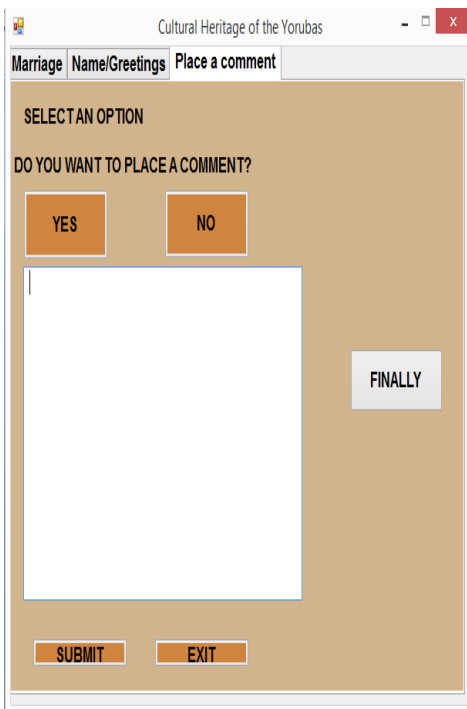 Cultural Heritage of the Yorubas
Marriage Name/Greetings Place a comment
SELECT AN OPTION
DO YOU WANT TO PLACE A COMMENT?
YES NO
FINALLY
SUBMIT EXIT